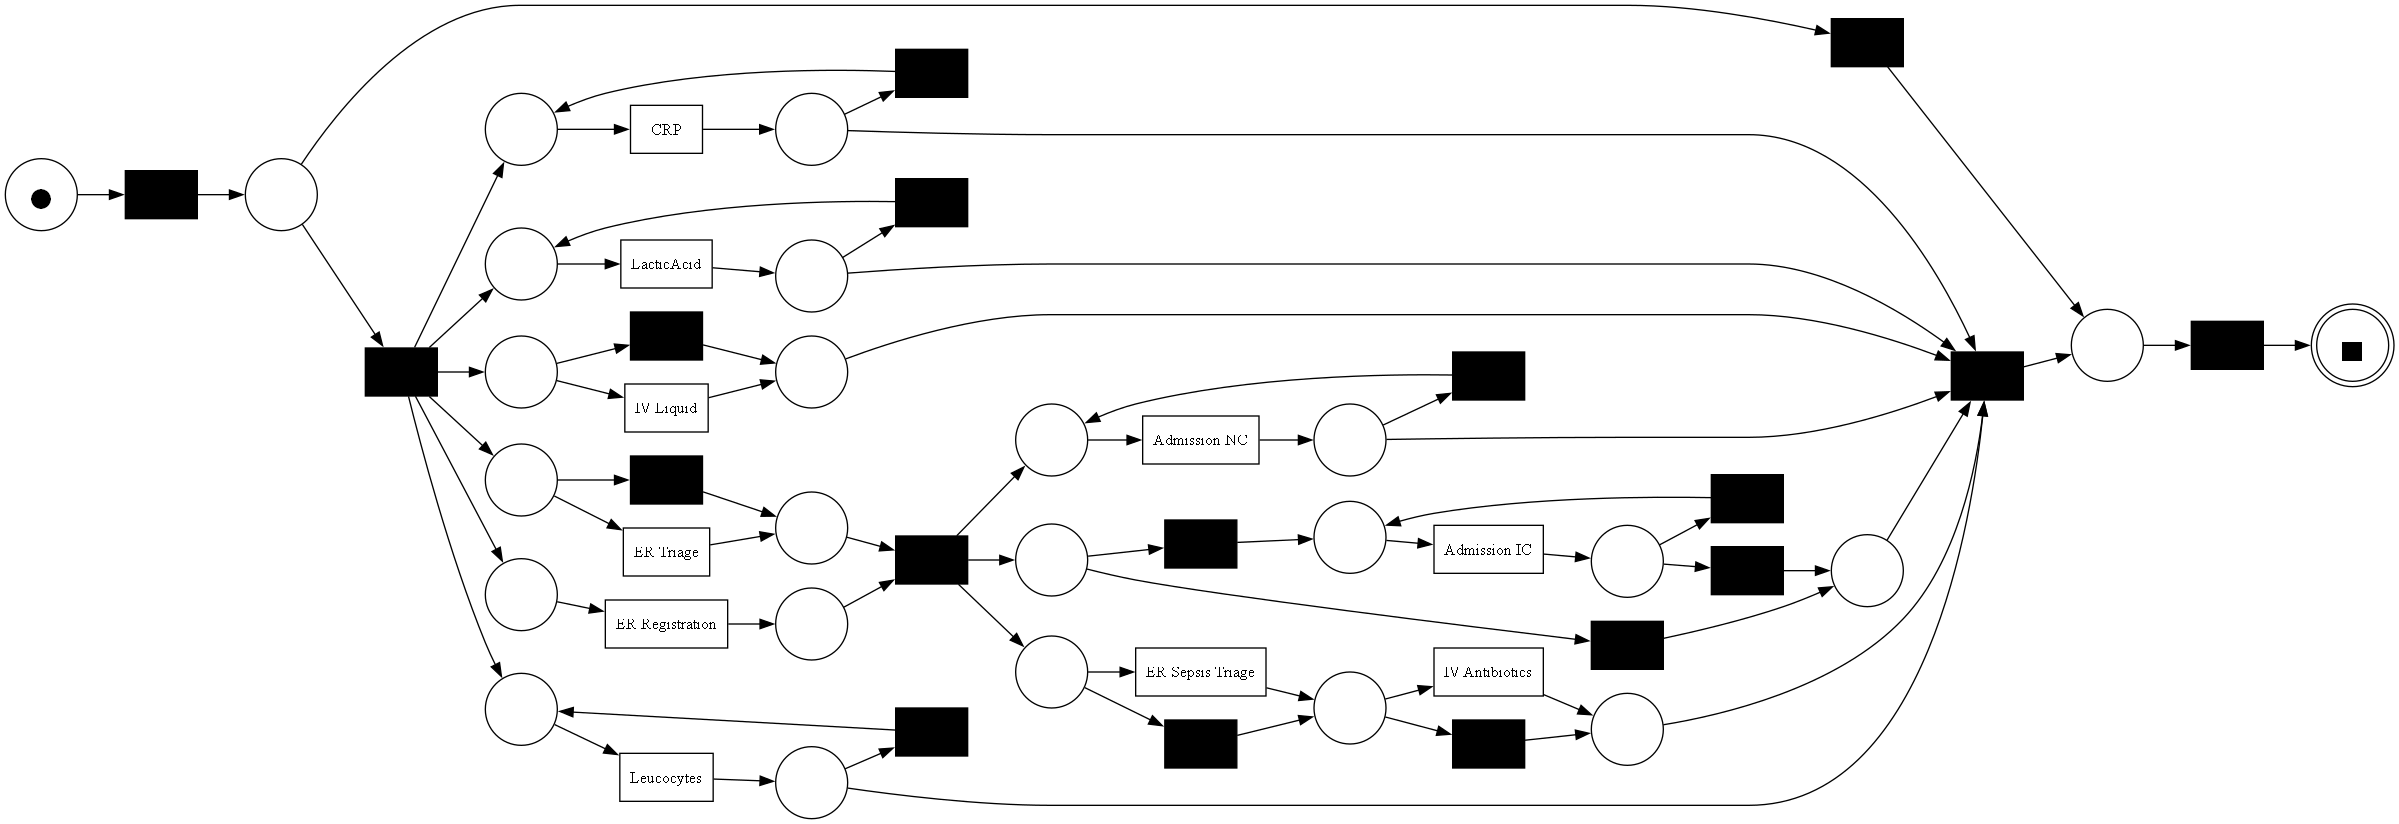 CRP
LacticAcid
IV Liquid
Admission NC
ER Triage
Admission IC
ER Registration
ER Sepsis Triage
IV Antibiotics
Leucocytes